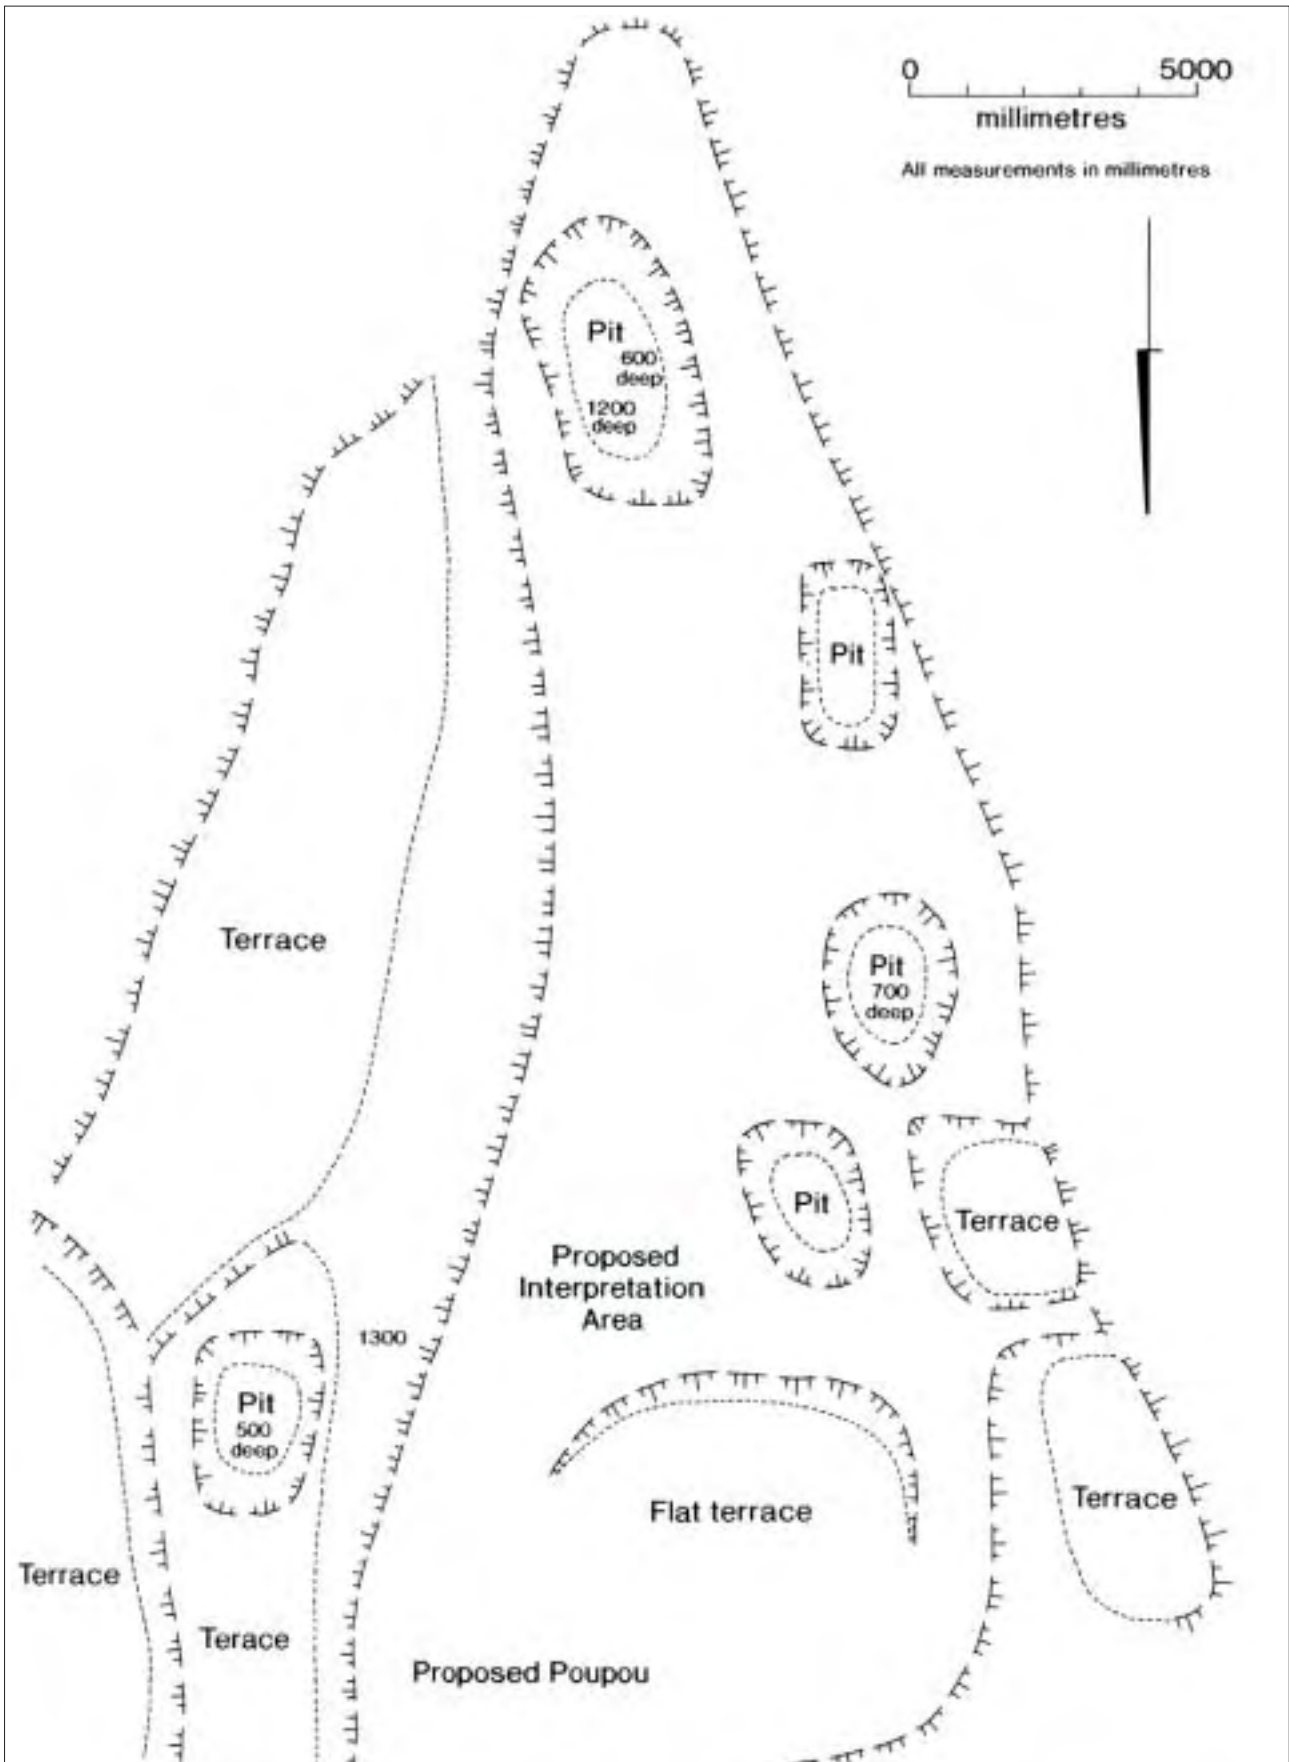 0 5000
millimetres
All measurements in millimetres
Pit
600
deep
1200
deep
Pit
Terrace
Pit
700
deep
Pit
Terrace
Proposed
Interpretation
Area
1300
Pit
500
deep
Terrace
Flat terrace
Terrace
Terace
Proposed Poupou